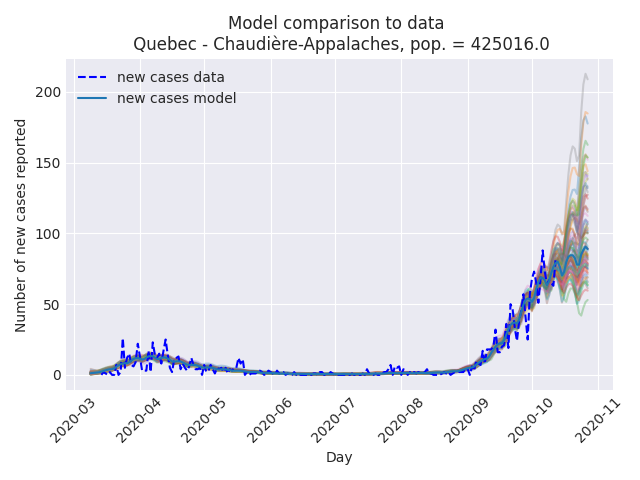 Model comparison to data
Quebec - Chaudière-Appalaches, pop. = 425016.0
new cases data
new cases model
Number of new cases reported
200
150
100
50
0
2020-03
2020-04
2020-05
2020-06
2020-07
2020-08
2020-09
2020-10
2020-11
Day